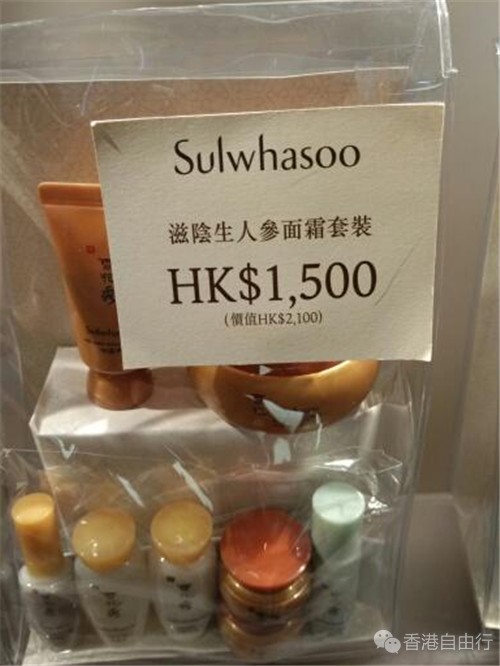 Sulwhasoo
滋陰生人參面霜套裝
HK$1,500
(價值HK$2,100)
Sulwhas
香港自由行